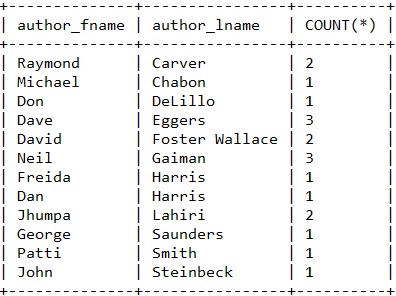 +--------------+----------------+----------+
| author_fname | author_lname   | COUNT(*) |
+--------------+----------------+----------+
| Raymond      | Carver         | 2        |
| Michael      | Chabon         | 1        |
| Don          | DeLillo        | 1        |
| Dave         | Eggers         | 3        |
| David        | Foster Wallace | 2        |
| Neil         | Gaiman         | 3        |
| Freida       | Harris         | 1        |
| Dan          | Harris         | 1        |
| Jhumpa       | Lahiri         | 2        |
| George       | Saunders       | 1        |
| Patti        | Smith          | 1        |
| John         | Steinbeck      | 1        |
+--------------+----------------+----------+